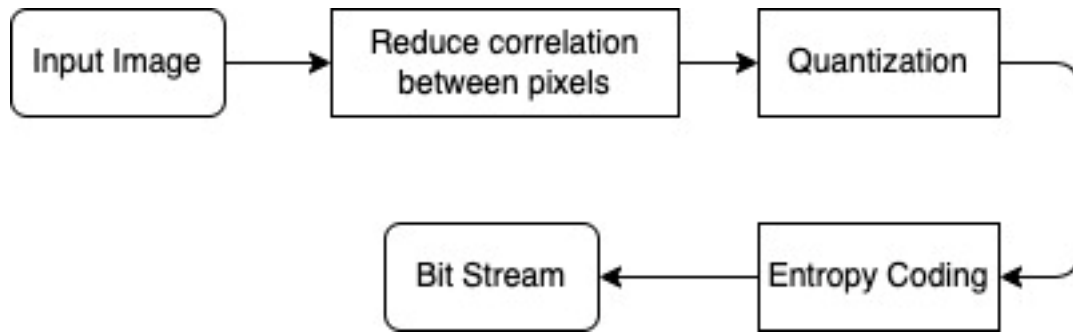 Input Image
Reduce correlation
between pixels
Quantization
Bit Stream
Entropy Coding